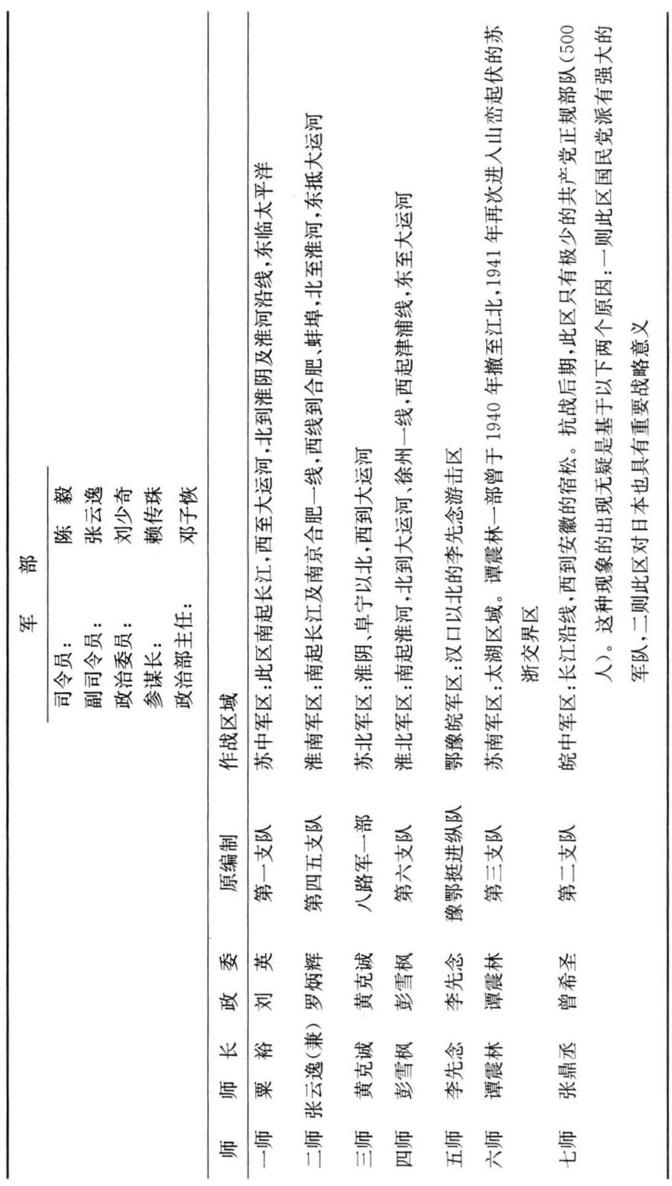 军部
司令员：陈毅
副司令员：张云逸
政治委员：刘少奇
参谋长：赖传珠
政治部主任：邓子恢
师 师长 政委 原编制 作战区域
一师 粟裕 刘英 第一支队 苏中军区：此区南起长江，西至大运河，北到淮阴及淮河沿线，东临太平洋
二师 张云逸（兼） 罗炳辉 第四五支队 淮南军区：南起长江及南京合肥一线，西线到合肥、蚌埠，北至淮河，东抵大运河
三师 黄克诚 黄克诚 八路军一部 苏北军区：淮阴、阜宁以北，西到大运河
四师 彭雪枫 彭雪枫 第六支队 淮北军区：南起淮河，北到大运河、徐州一线，西起津浦线，东至大运河
五师 李先念 李先念 豫鄂挺进纵队 鄂豫皖军区：汉口以北的李先念游击区
六师 谭震林 谭震林 第三支队 苏南军区：太湖区域。谭震林一部曾于1940年撤至江北，1941年再次进入山峦起伏的苏
浙交界区
七师 张鼎丞 曾希圣 第二支队 皖中军区：长江沿线，西到安徽的宿松。抗战后期，此区只有极少的共产党正规部队（500
人）。这种现象的出现无疑是基于以下两个原因：一则此区国民党派有强大的
军队，二则此区对日本也具有重要战略意义